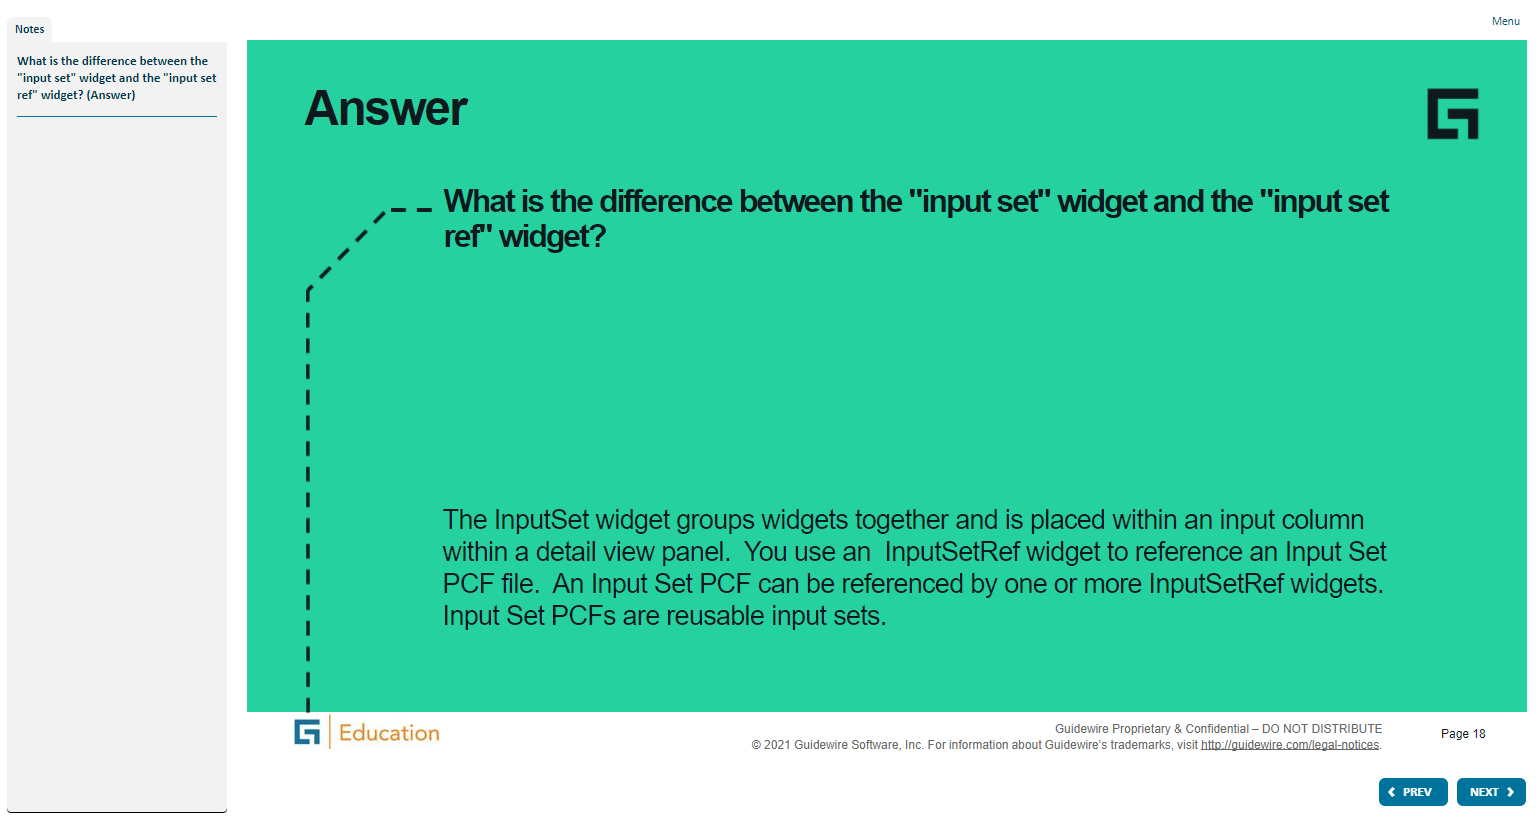 Notes
Menu
What is the difference between the
"input set" widget and the "input set
ref" widget? (Answer)
Answer
What is the difference between the "input set" widget and the "input set
ref" widget?
The InputSet widget groups widgets together and is placed within an input column
within a detail view panel.  You use an  InputSetRef widget to reference an Input Set
PCF file.  An Input Set PCF can be referenced by one or more InputSetRef widgets.
Input Set PCFs are reusable input sets.
Education
Guidewire Proprietary & Confidential – DO NOT DISTRIBUTE
© 2021 Guidewire Software, Inc. For information about Guidewire's trademarks, visit http://guidewire.com/legal-notices.
Page 18
PREV
NEXT